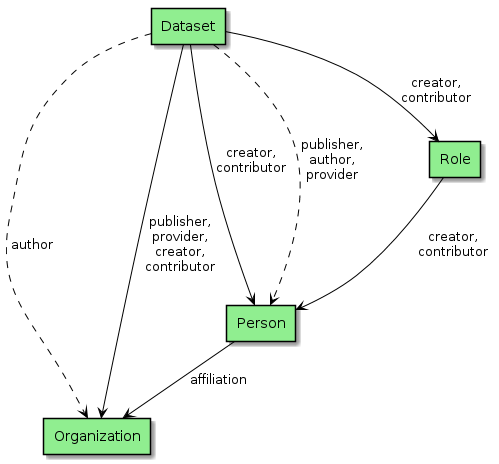 Dataset
creator,
contributor
publisher,
author,
provider
creator,
contributor
Role
publisher,
provider,
creator,
contributor
author
creator,
contributor
Person
affiliation
Organization